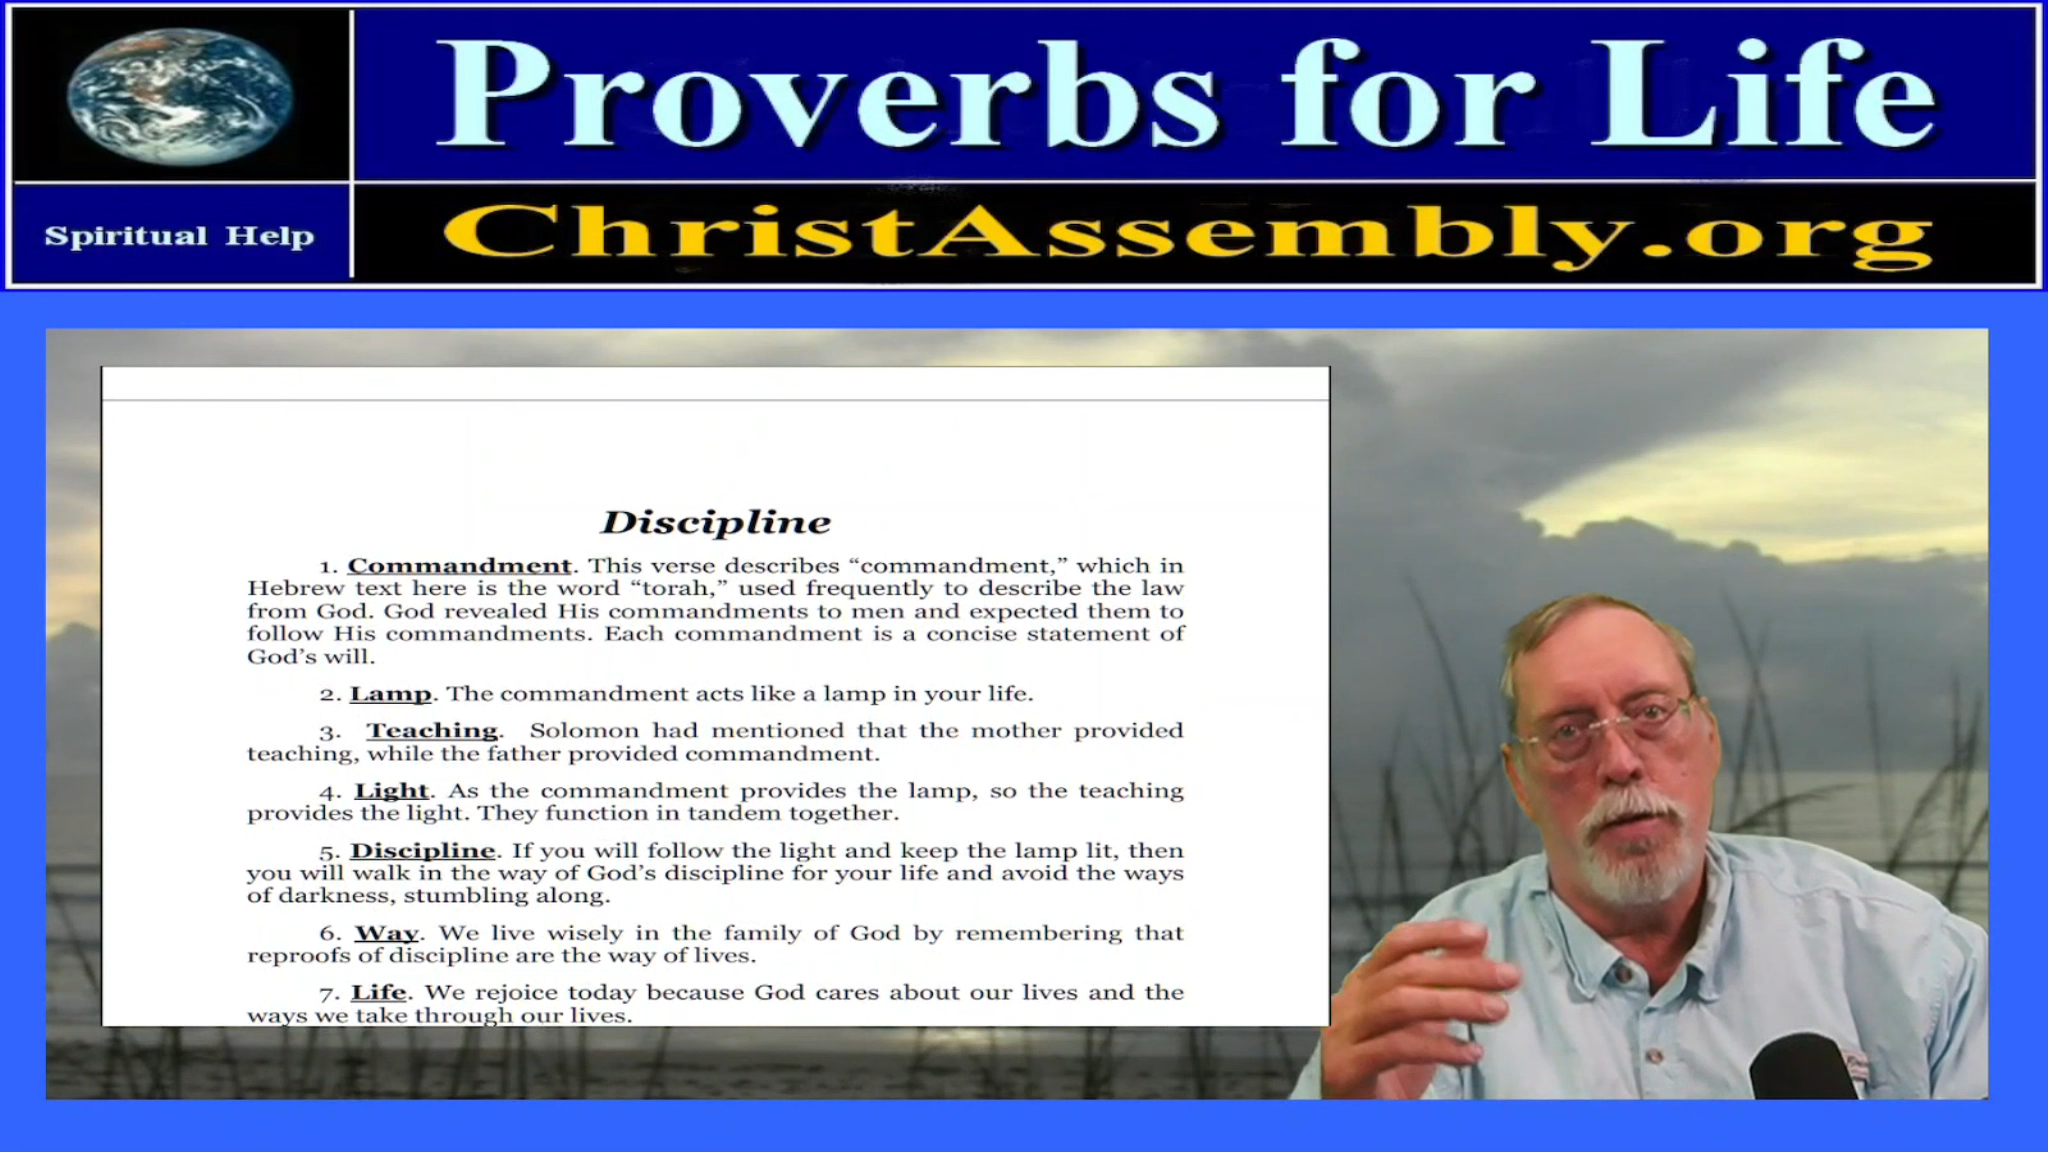 Proverbs for Life
Spiritual Help
ChristAssembly.org
Discipline
1. Commandment. This verse describes “commandment,” which in
Hebrew text here is the word “torah,” used frequently to describe the law
from God. God revealed His commandments to men and expected them to
follow His commandments. Each commandment is a concise statement of
God’s will.
2. Lamp. The commandment acts like a lamp in your life.
3. Teaching. Solomon had mentioned that the mother provided
teaching, while the father provided commandment.
4. Light. As the commandment provides the lamp, so the teaching
provides the light. They function in tandem together.
5. Discipline. If you will follow the light and keep the lamp lit, then
you will walk in the way of God’s discipline for your life and avoid the ways
of darkness, stumbling along.
6. Way. We live wisely in the family of God by remembering that
reproofs of discipline are the way of lives.
7. Life. We rejoice today because God cares about our lives and the
ways we take through our lives.